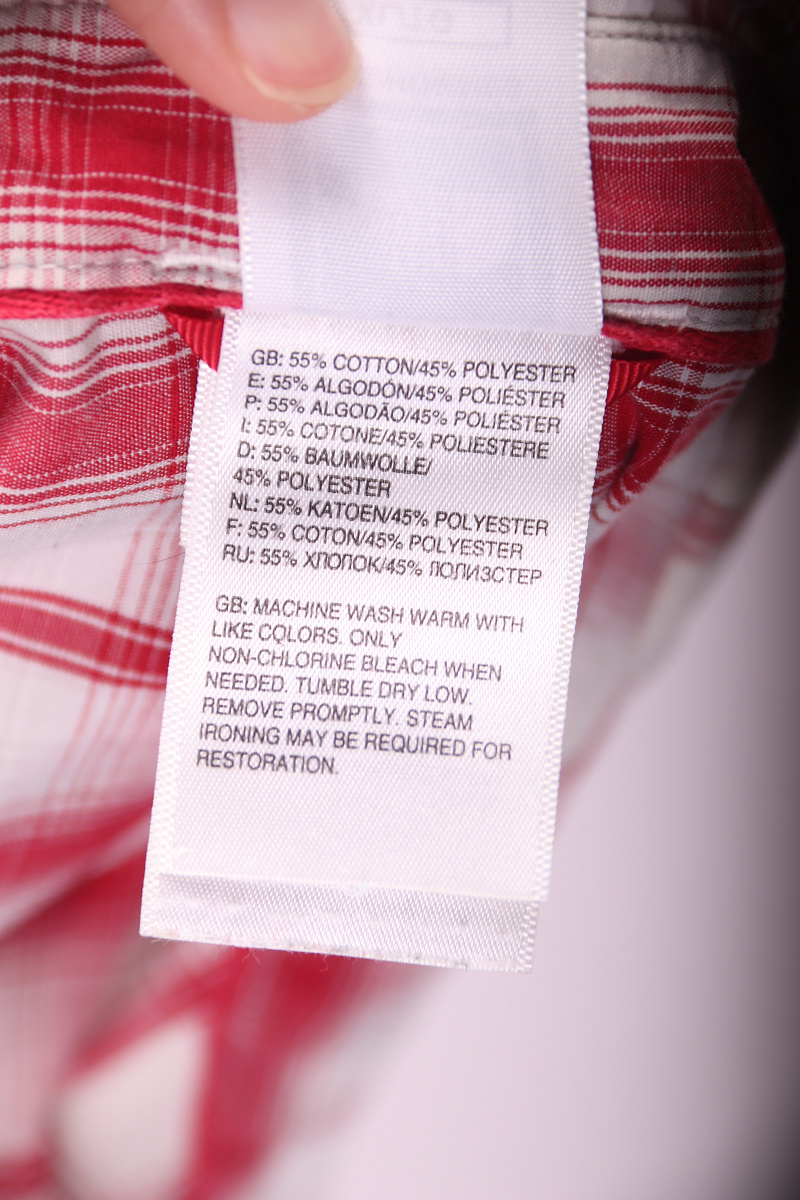 GB: 55% COTTON/45% POLYESTER
E: 55% ALGODÓN/45% POLIÉSTER
P: 55% ALGODÃO/45% POLIÉSTER
I: 55% COTONE/45% POLIESTERE
D: 55% BAUMWOLLE/
45% POLYESTER
NL: 55% KATOEN/45% POLYESTER
F: 55% COTON/45% POLYESTER
RU: 55% ХЛОПОК/45% ПОЛИЗСТЕР
GB: MACHINE WASH WARM WITH
LIKE COLORS. ONLY
NON-CHLORINE BLEACH WHEN
NEEDED. TUMBLE DRY LOW.
REMOVE PROMPTLY. STEAM
IRONING MAY BE REQUIRED FOR
RESTORATION.